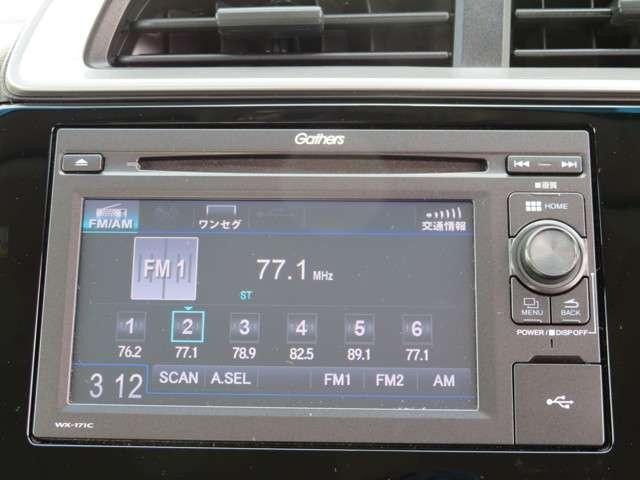 Gathers
■音質
HOME
FM/AM
ワンセグ
交通情報
FM 1
77.1 MHz
ST
MENU
BACK
POWER/■DISP OFF
1 2 3 4 5 6
76.2 77.1 78.9 82.5 89.1 77.1
3 12
SCAN A.SEL FM1 FM2 AM
WX-171C